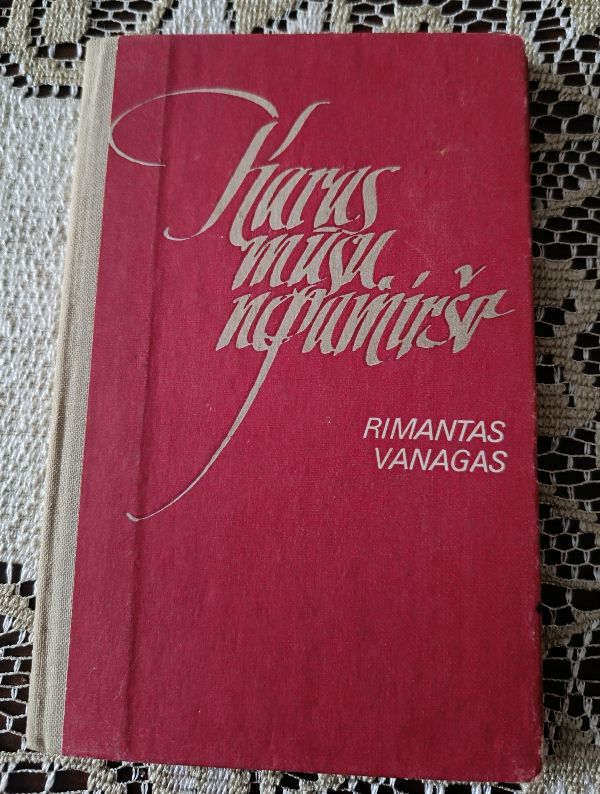 Karas
mūsų
nepamiršo
RIMANTAS
VANAGAS